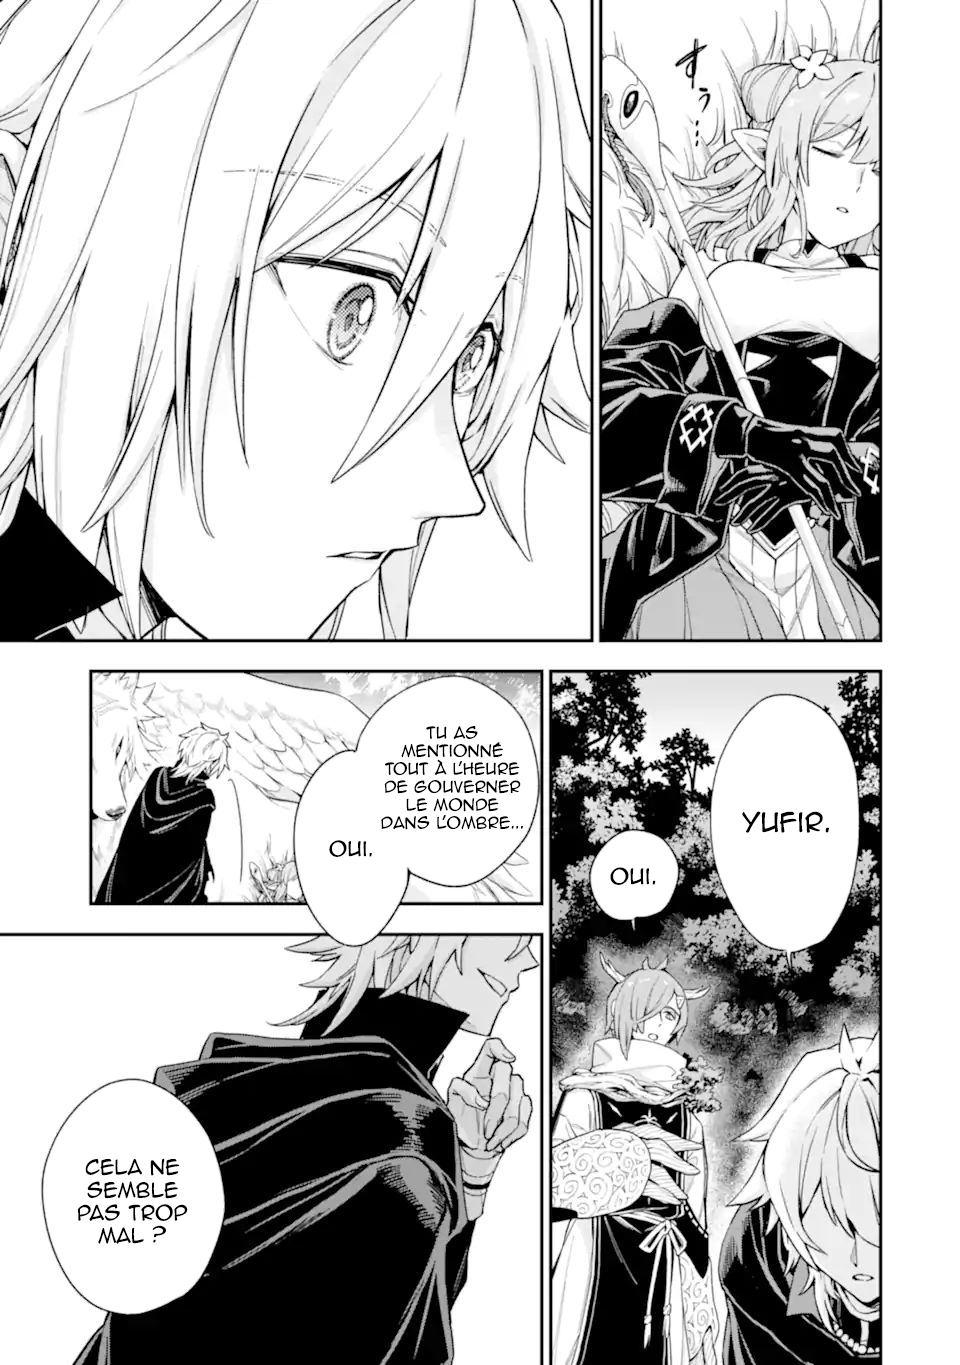 すぅ…
YUFIR.
OUI.
TU AS
MENTIONNÉ
TOUT À L'HEURE
DE GOUVERNER
LE MONDE
DANS L'OMBRE...
OUI.
CELA NE
SEMBLE
PAS TROP
MAL ?